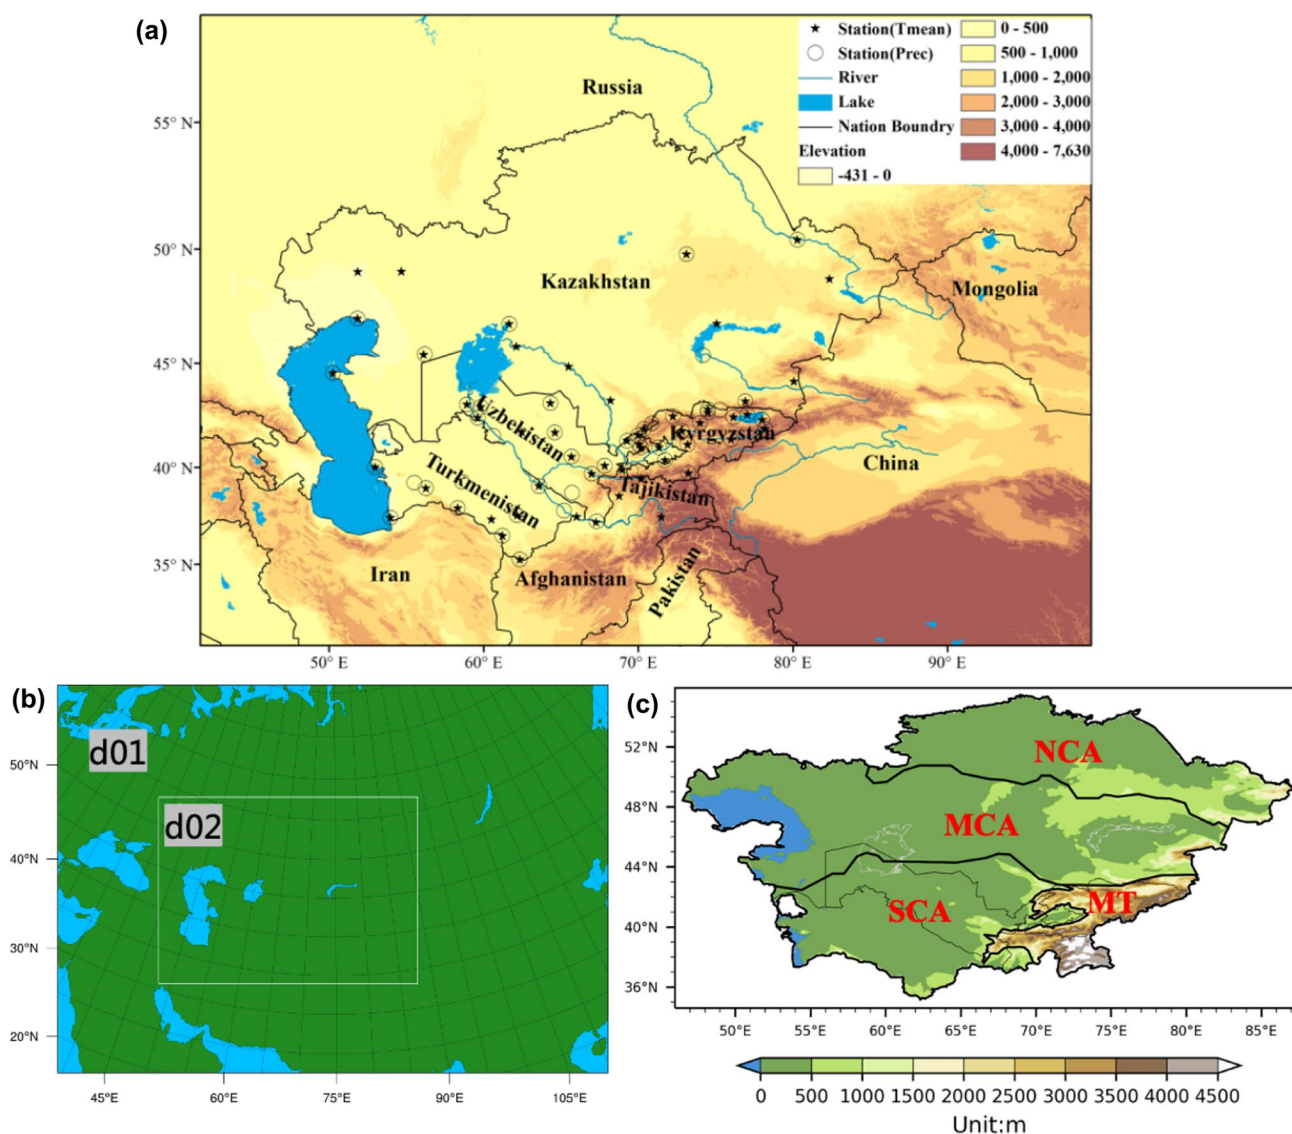 (a)
Station(Tmean)
Station(Prec)
River
Lake
Nation Boundry
Elevation
-431 - 0
0 - 500
500 - 1,000
1,000 - 2,000
2,000 - 3,000
3,000 - 4,000
4,000 - 7,630
Russia
55° N
50° N
45° N
40° N
35° N
Kazakhstan
Mongolia
Uzbekistan
Kyrgyzstan
China
Turkmenistan
Tajikistan
Iran
Afghanistan
Pakistan
50° E
60° E
70° E
80° E
90° E
(b)
d01
d02
50°N
40°N
30°N
20°N
45°E
60°E
75°E
90°E
105°E
(c)
NCA
MCA
SCA
MT
52°N
48°N
44°N
40°N
36°N
50°E
55°E
60°E
65°E
70°E
75°E
80°E
85°E
0 500 1000 1500 2000 2500 3000 3500 4000 4500
Unit:m